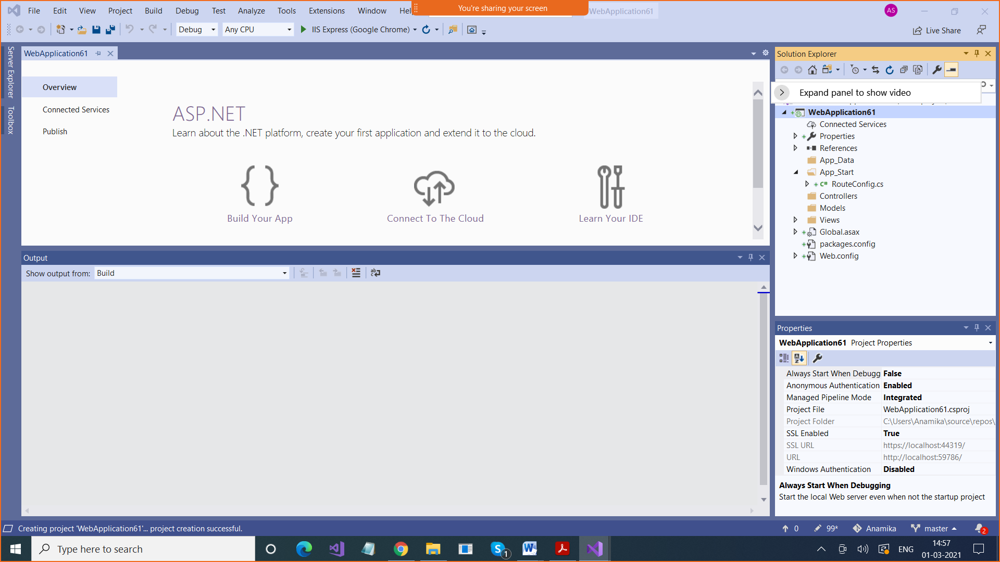 File Edit View Project Build Debug Test Analyze Tools Extensions Window Hel
You're sharing your screen
WebApplication61
AS
Debug Any CPU IIS Express (Google Chrome)
Live Share
Server Explorer
Toolbox
WebApplication61
Overview
Connected Services
Publish
ASP.NET
Learn about the .NET platform, create your first application and extend it to the cloud.
Build Your App
Connect To The Cloud
Learn Your IDE
Output
Show output from: Build
Solution Explorer
Expand panel to show video
WebApplication61
Connected Services
Properties
References
App_Data
App_Start
C# RouteConfig.cs
Controllers
Models
Views
Global.asax
packages.config
Web.config
Properties
WebApplication61 Project Properties
Always Start When Debugg False
Anonymous Authentication Enabled
Managed Pipeline Mode Integrated
Project File WebApplication61.csproj
Project Folder C:\Users\Anamika\source\repos\
SSL Enabled True
SSL URL https://localhost:44319/
URL http://localhost:59786/
Windows Authentication Disabled
Always Start When Debugging
Start the local Web server even when not the startup project
Creating project 'WebApplication61'... project creation successful.
0 99* Anamika master 2
Type here to search
1
ENG
14:57
01-03-2021